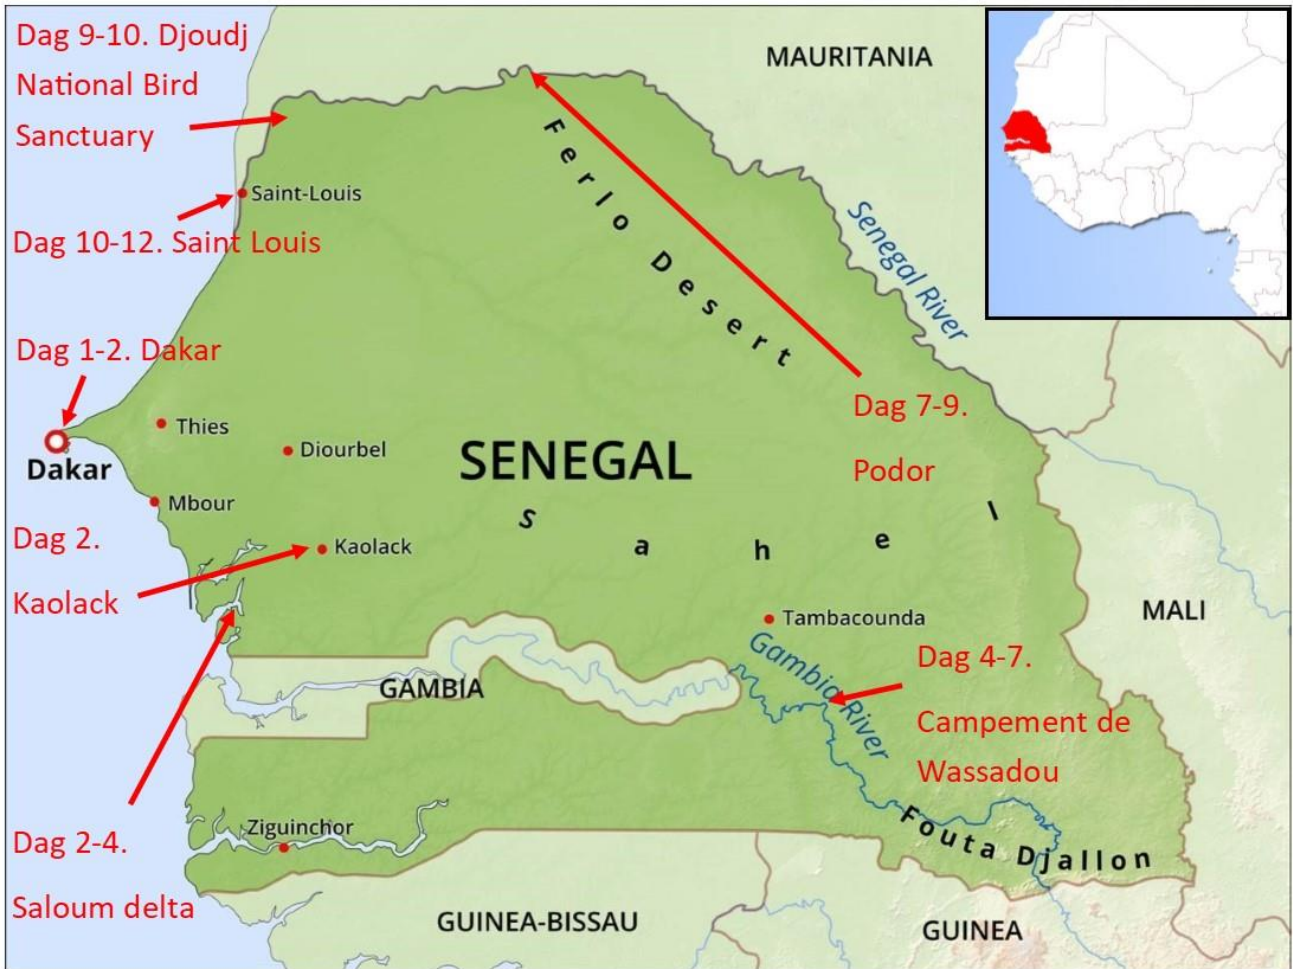 Dag 9-10. Djoudj
National Bird
Sanctuary
MAURITANIA
Ferlo Desert
Saint-Louis
Senegal River
Dag 10-12. Saint Louis
Dag 1-2. Dakar
Dag 7-9.
Podor
Thies
Diourbel
SENEGAL
Dakar
Mbour
Sahel
Dag 2.
Kaolack
Kaolack
MALI
Tambacounda
Gambia River
Dag 4-7.
Campement de
Wassadou
GAMBIA
Fouta Djallon
Ziguinchor
Dag 2-4.
Saloum delta
GUINEA-BISSAU
GUINEA